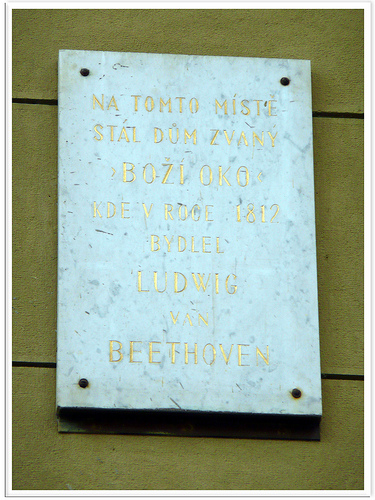 NA TOMTO MÍSTĚ
STÁL DŮM ZVANÝ
›BOŽÍ OKO‹
KDE V ROCE 1812
BYDLEL
LUDWIG
VAN
BEETHOVEN